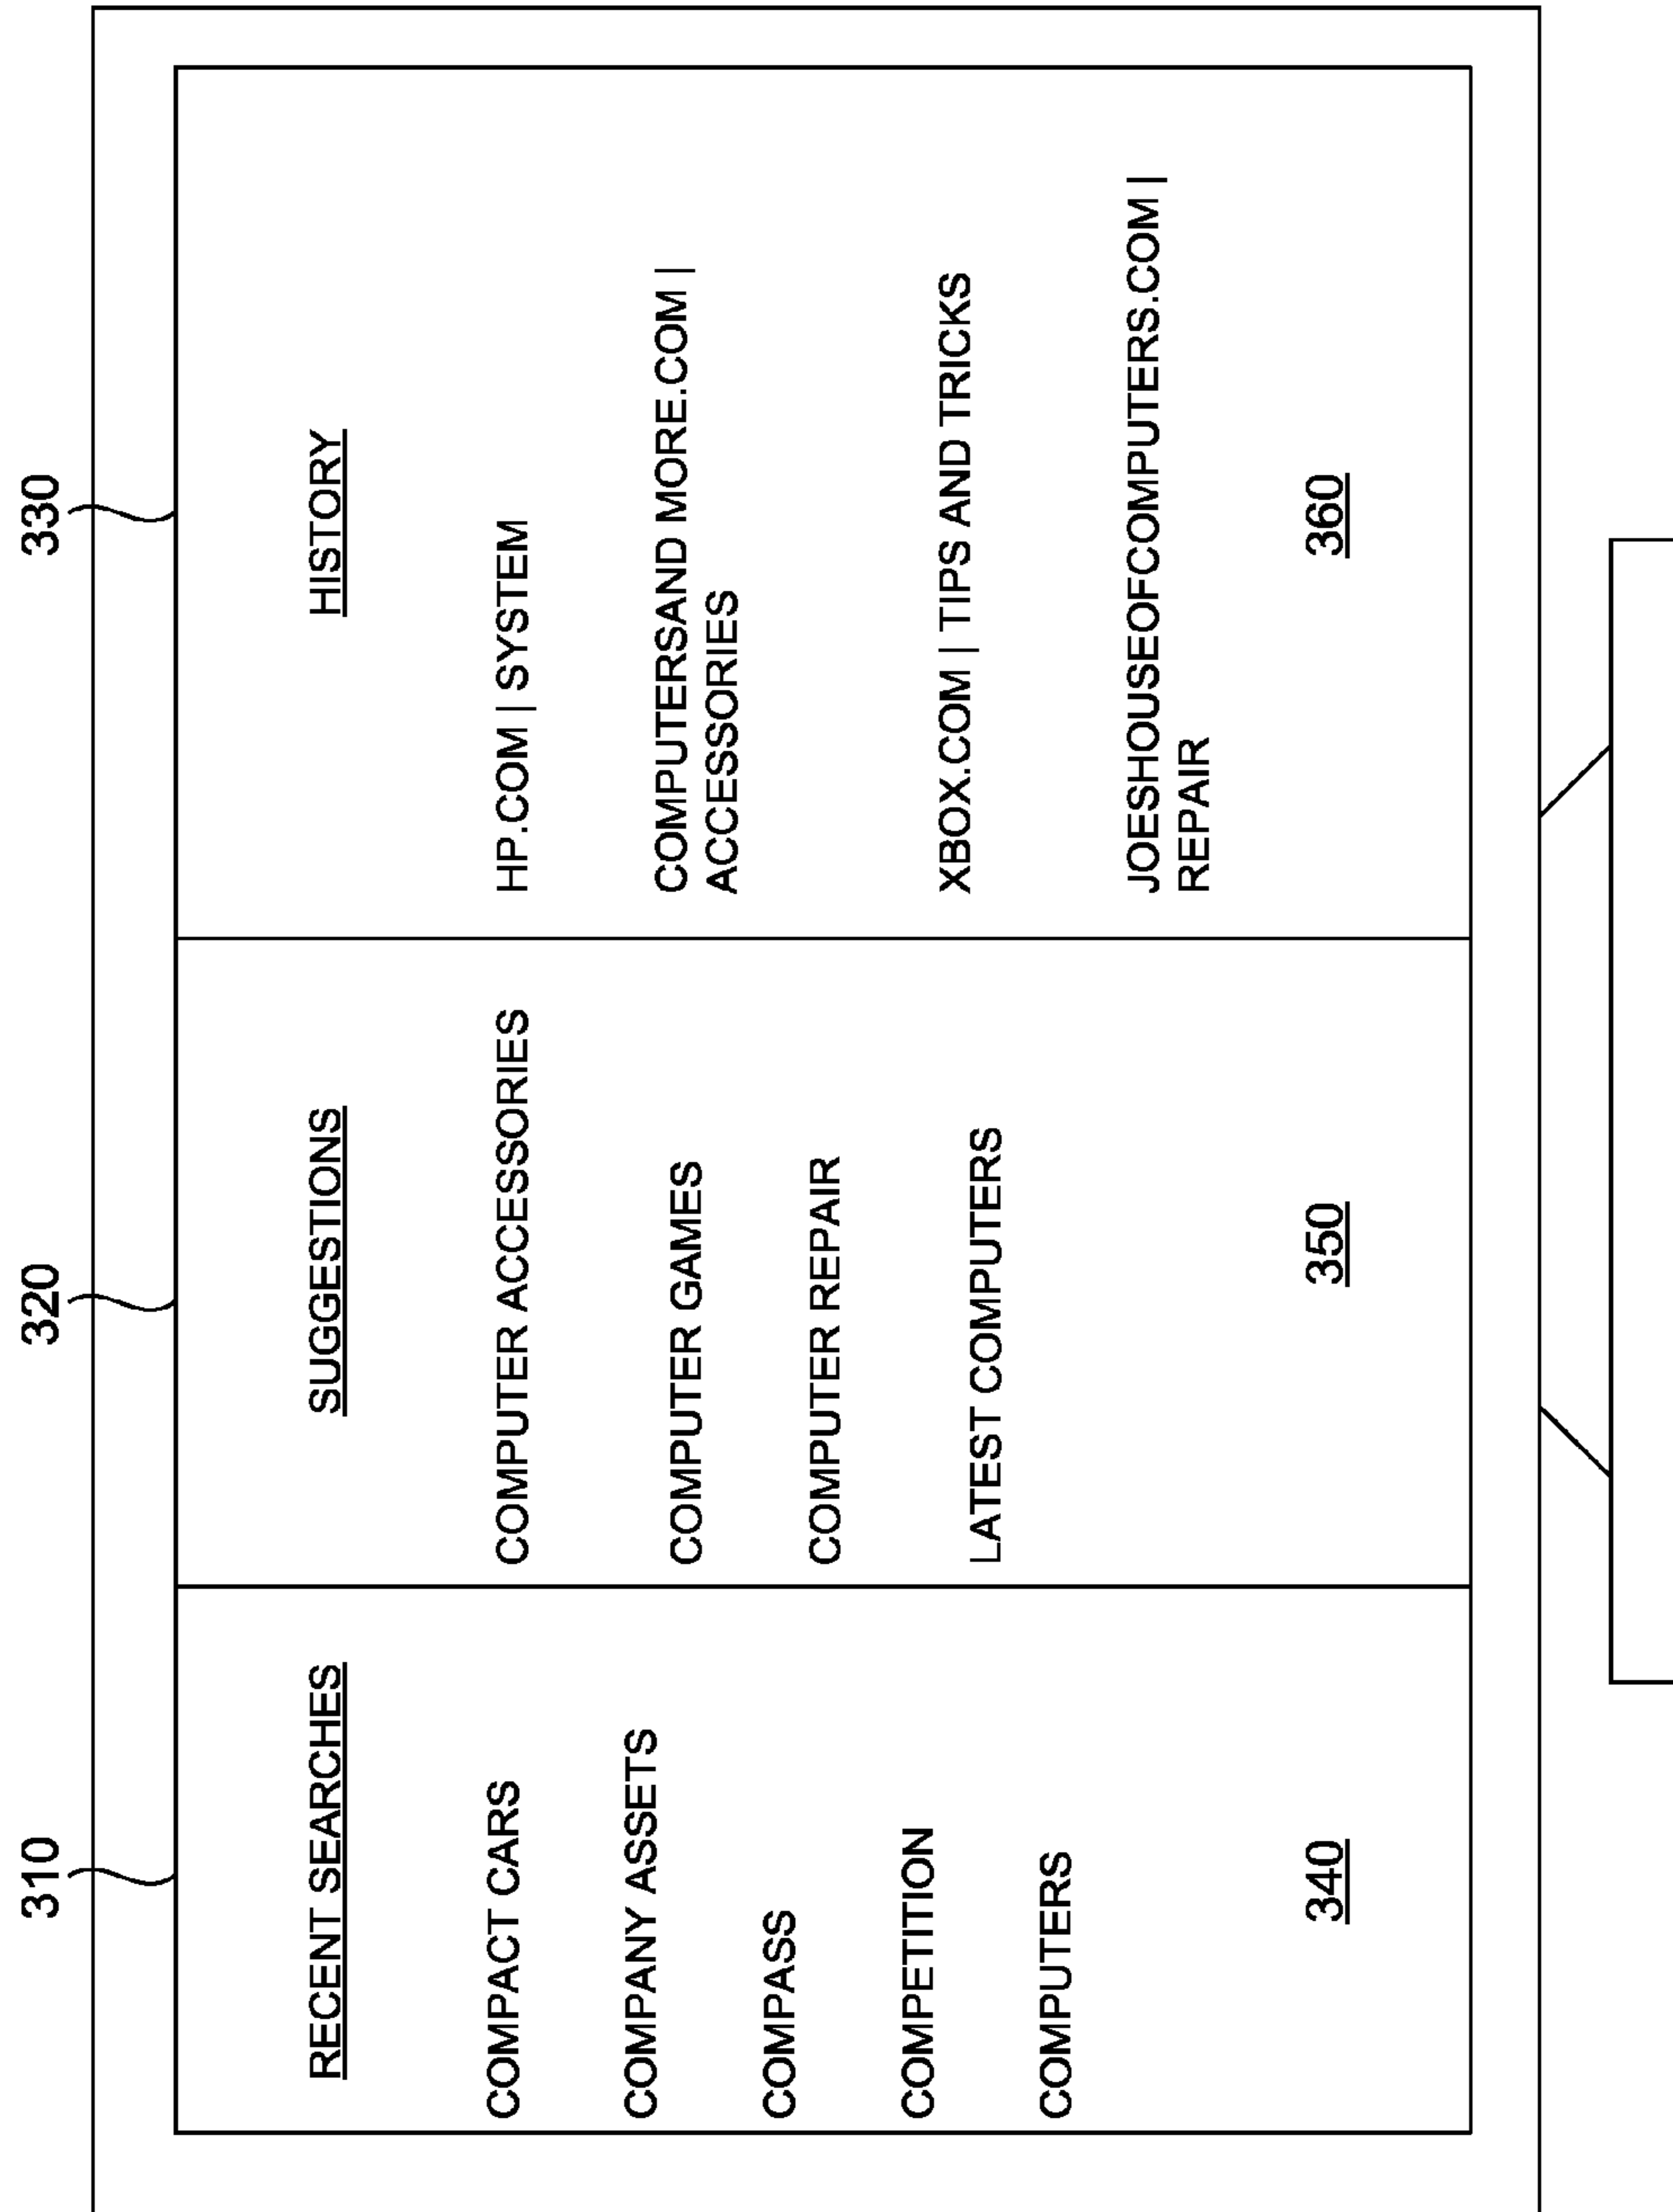 310
320
330
RECENT SEARCHES
COMPACT CARS
COMPANY ASSETS
COMPASS
COMPETITION
COMPUTERS
340
SUGGESTIONS
COMPUTER ACCESSORIES
COMPUTER GAMES
COMPUTER REPAIR
LATEST COMPUTERS
350
HISTORY
HP.COM | SYSTEM
COMPUTERSAND MORE.COM |
ACCESSORIES
XBOX.COM | TIPS AND TRICKS
JOESHOUSEOFCOMPUTERS.COM |
REPAIR
360